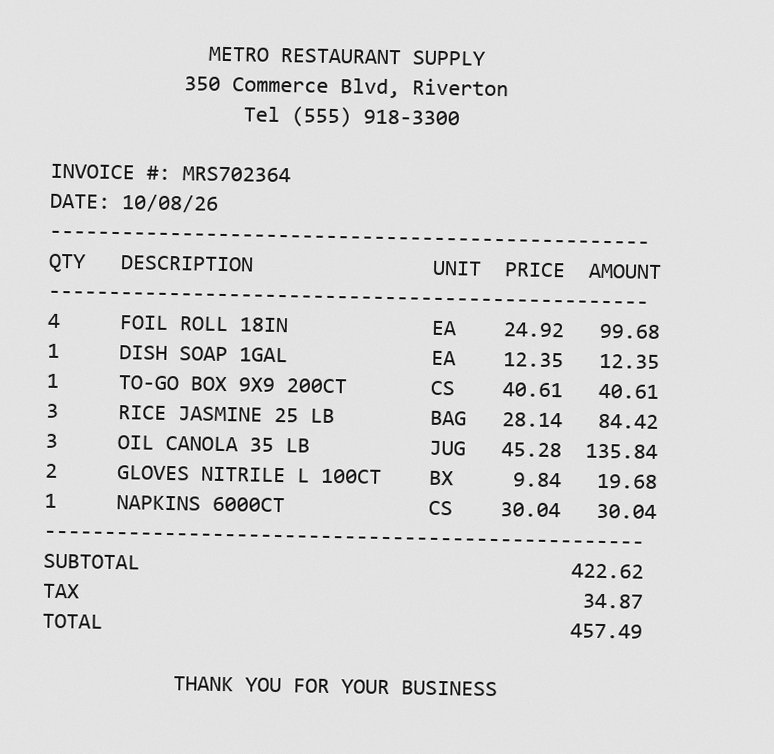 METRO RESTAURANT SUPPLY
350 Commerce Blvd, Riverton
Tel (555) 918-3300
INVOICE #: MRS702364
DATE: 10/08/26
--------------------------------------------------
QTY DESCRIPTION UNIT PRICE AMOUNT
--------------------------------------------------
4 FOIL ROLL 18IN EA 24.92 99.68
1 DISH SOAP 1GAL EA 12.35 12.35
1 TO-GO BOX 9X9 200CT CS 40.61 40.61
3 RICE JASMINE 25 LB BAG 28.14 84.42
3 OIL CANOLA 35 LB JUG 45.28 135.84
2 GLOVES NITRILE L 100CT BX 9.84 19.68
1 NAPKINS 6000CT CS 30.04 30.04
--------------------------------------------------
SUBTOTAL 422.62
TAX 34.87
TOTAL 457.49
THANK YOU FOR YOUR BUSINESS